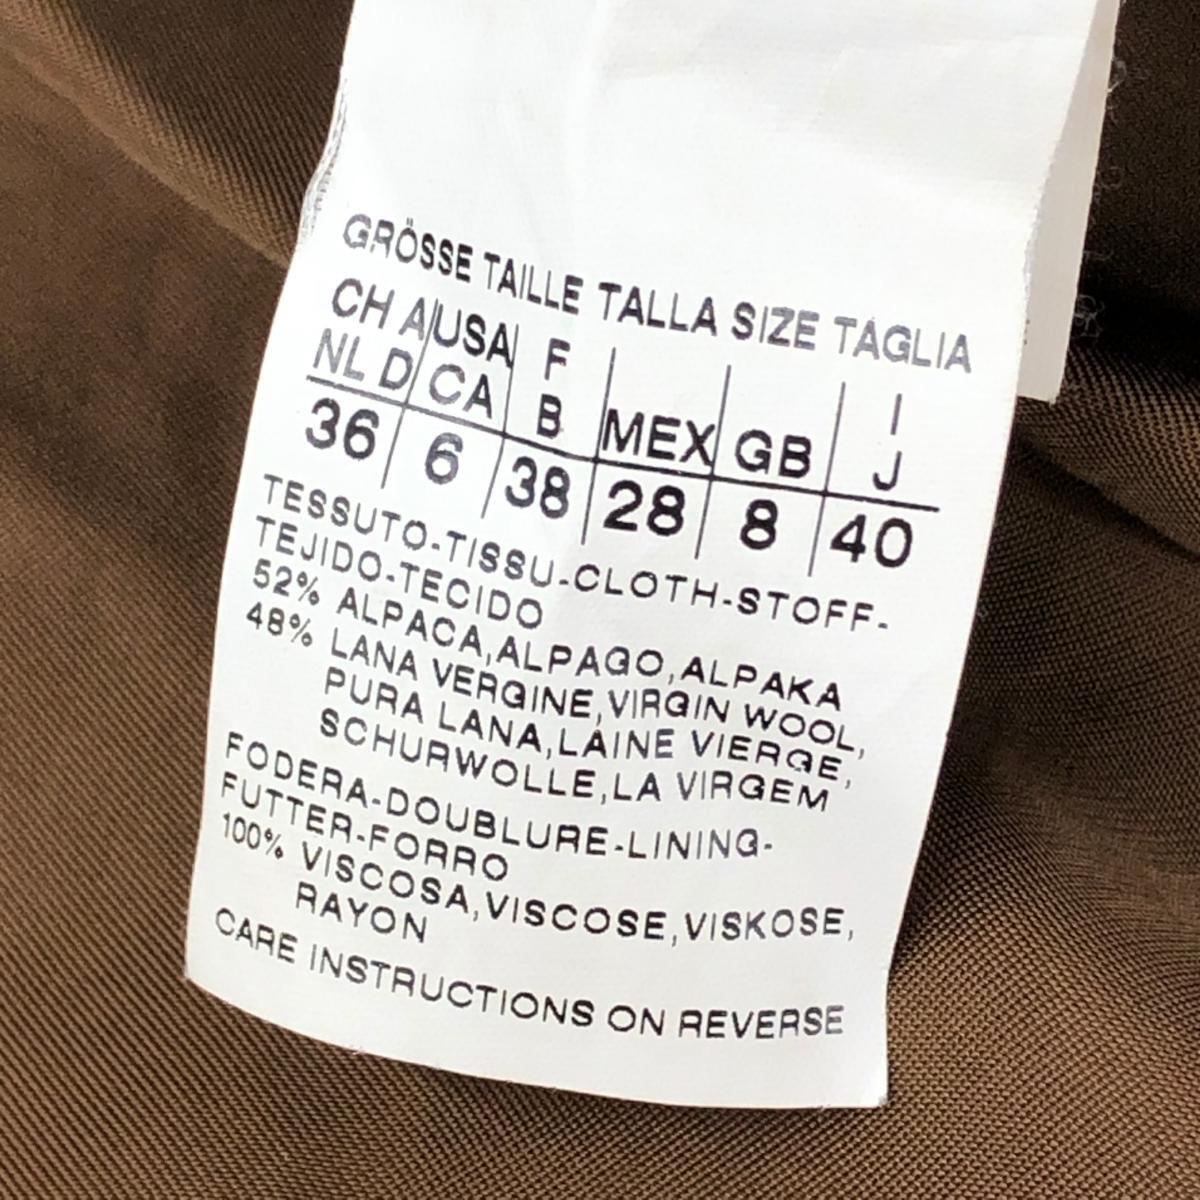 GRÖSSE TAILLE TALLA SIZE TAGLIA
CH A USA F I
NL D CA B MEX GB J
36 6 38 28 8 40
TESSUTO-TISSU-CLOTH-STOFF-
TEJIDO-TECIDO
52% ALPACA,ALPAGO,ALPAKA
48% LANA VERGINE,VIRGIN WOOL,
PURA LANA,LAINE VIERGE,
SCHURWOLLE,LA VIRGEM
FODERA-DOUBLURE-LINING-
FUTTER-FORRO
100% VISCOSA,VISCOSE,VISKOSE,
RAYON
CARE INSTRUCTIONS ON REVERSE